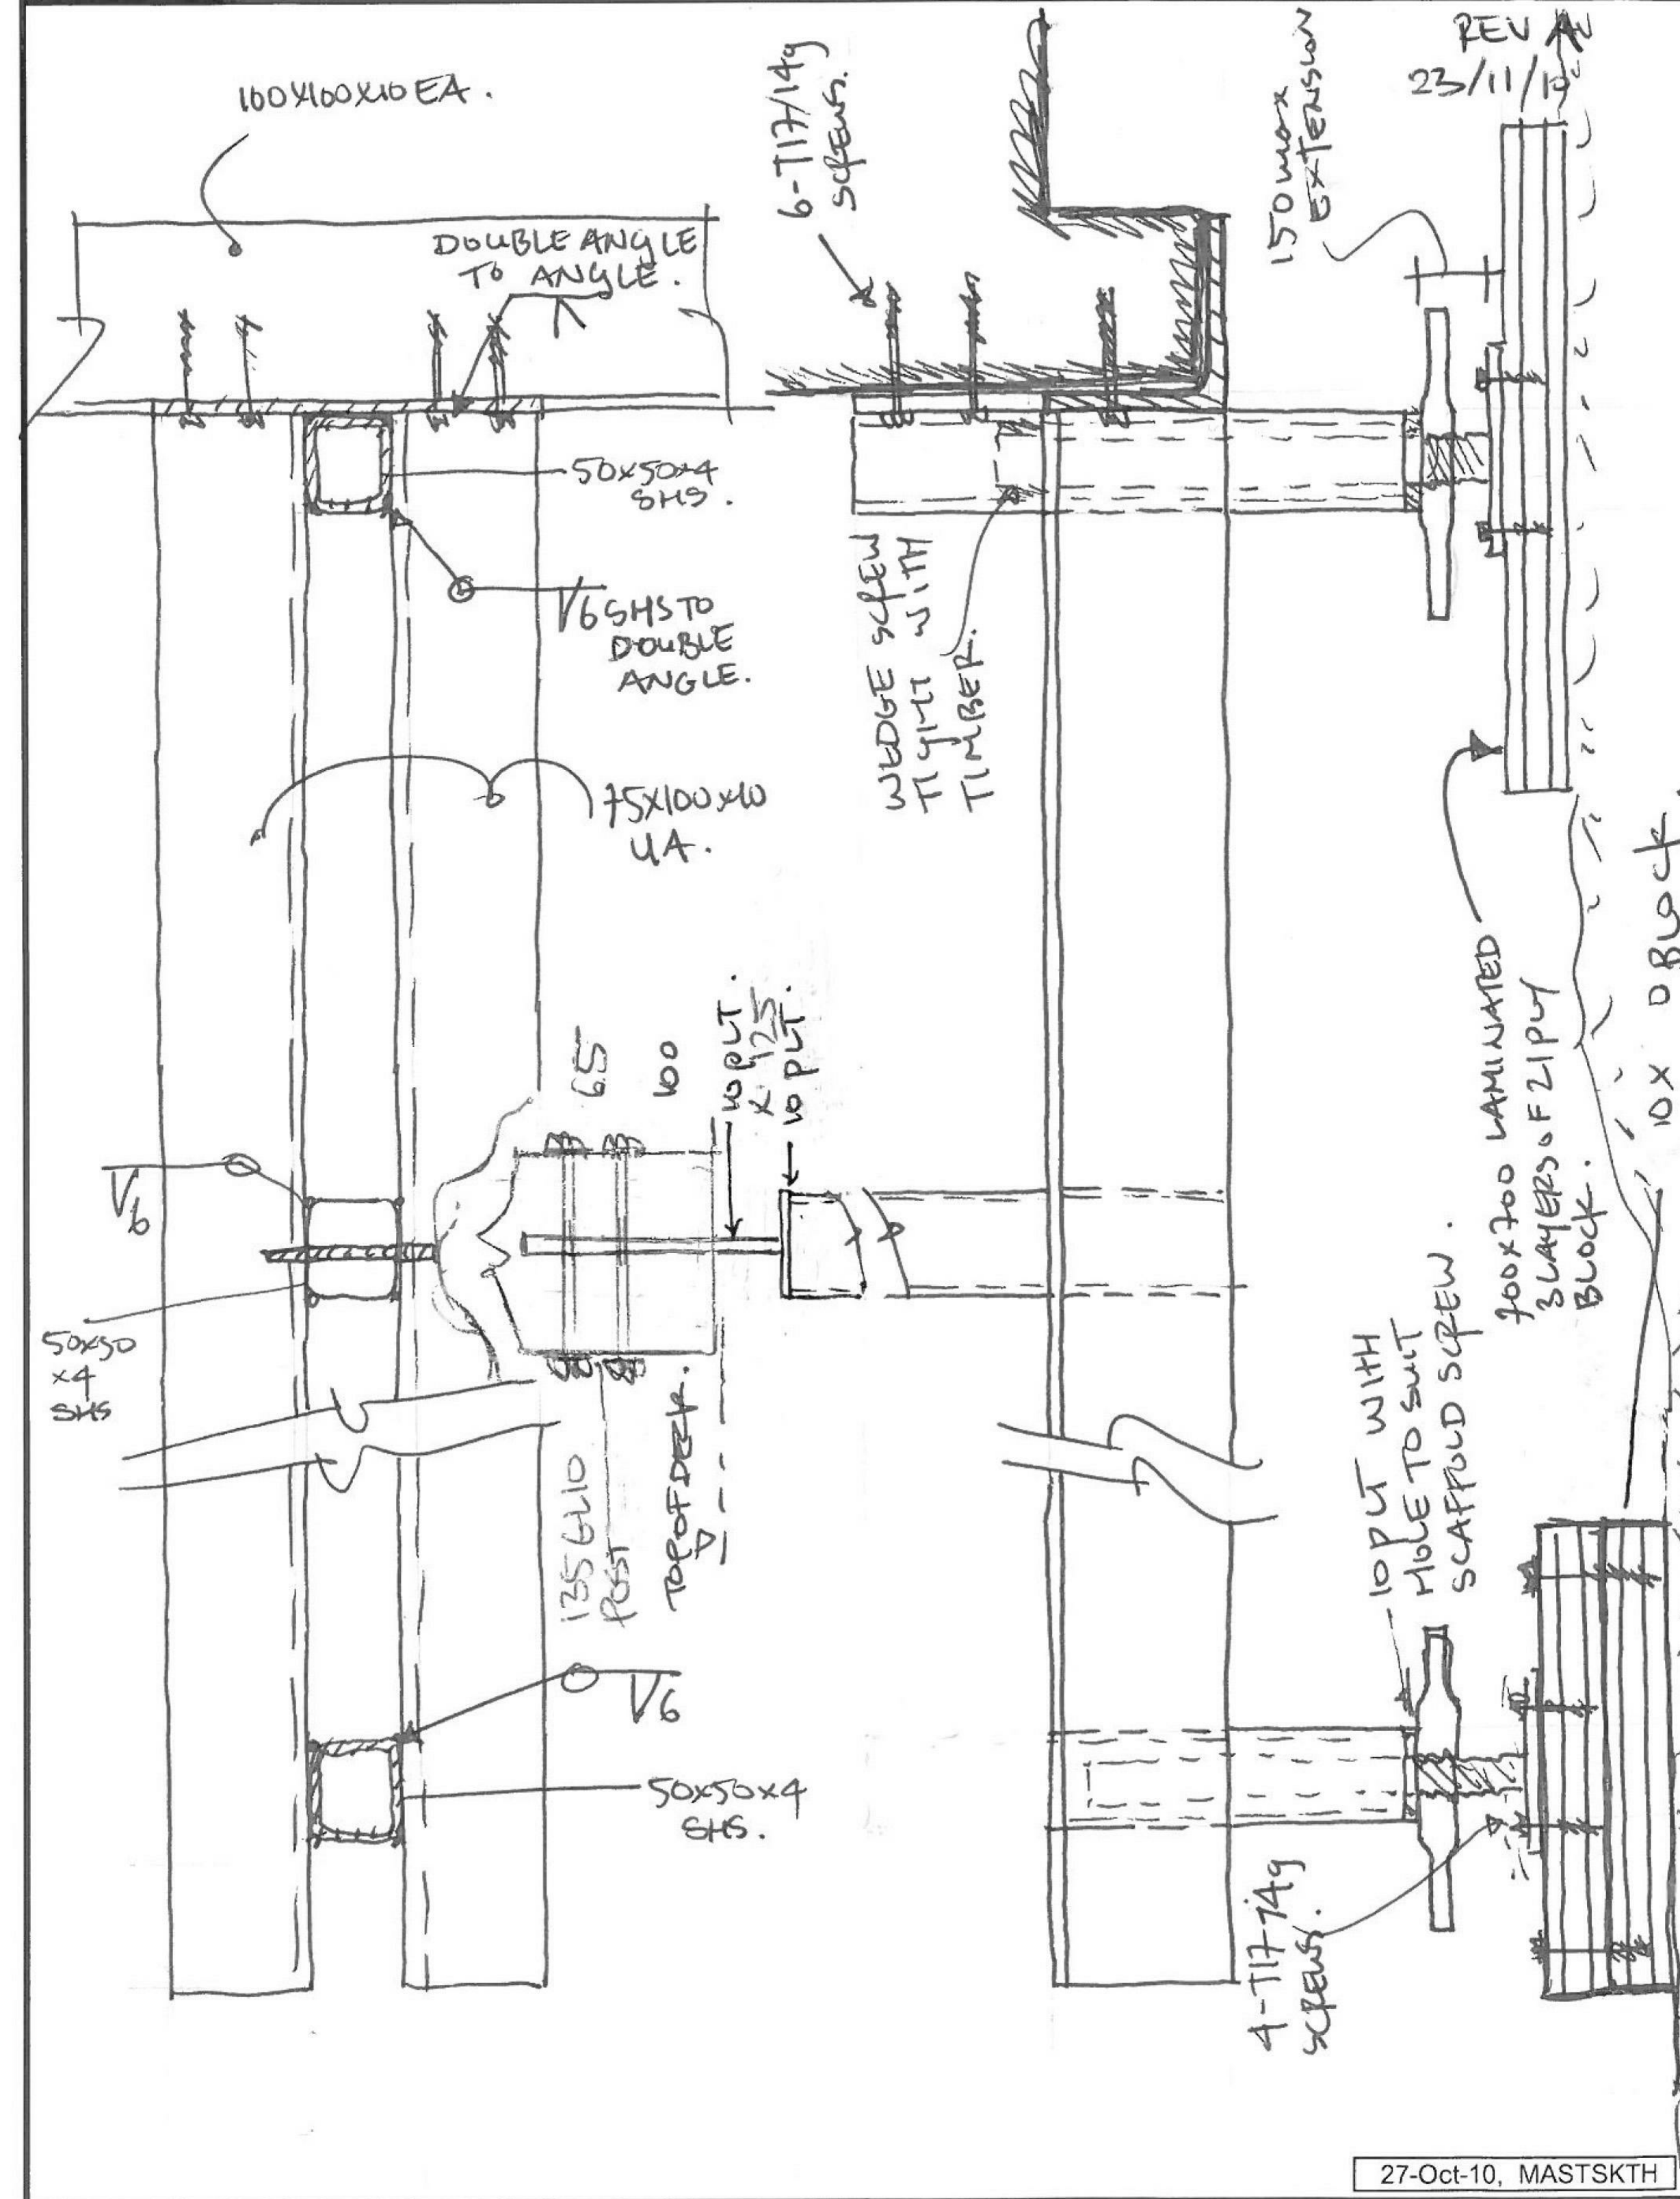 REV A
23/11/10
100X100X10 EA.
DOUBLE ANGLE
TO ANGLE.
6-T17/14g
SCREWS.
150 max
EXTENSION
50x50x4
SHS.
6 SHS TO
DOUBLE
ANGLE.
WEDGE SCREW
TIGHT WITH
TIMBER.
75X100X10
UA.
65
100
10 PLT.
X 125
10 PLT.
6
50x50
x4
SHS
135 GL10
POST
TOP OF DECK.
700x700 LAMINATED
3 LAYERS OF 21 PLY
BLOCK.
BLOCK.
10 PLT WITH
HOLE TO SUIT
SCAFFOLD SCREW.
6
50x50x4
SHS.
4-T17-14g
SCREWS.
27-Oct-10, MASTSKTH